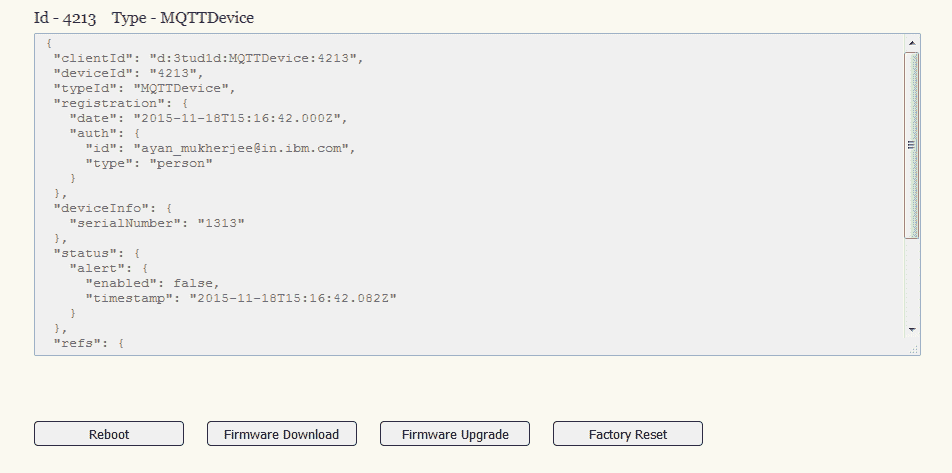 Id - 4213 Type - MQTTDevice
{
"clientId": "d:3tud1d:MQTTDevice:4213",
"deviceId": "4213",
"typeId": "MQTTDevice",
"registration": {
"date": "2015-11-18T15:16:42.000Z",
"auth": {
"id": "ayan_mukherjee@in.ibm.com",
"type": "person"
}
},
"deviceInfo": {
"serialNumber": "1313"
},
"status": {
"alert": {
"enabled": false,
"timestamp": "2015-11-18T15:16:42.082Z"
}
},
"refs": {
Reboot Firmware Download Firmware Upgrade Factory Reset